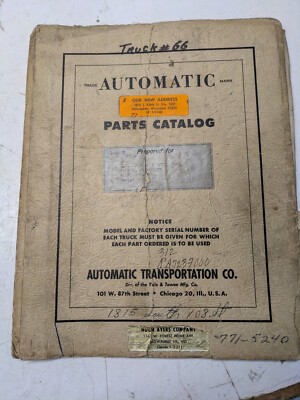 TRUCK #66
TRADE AUTOMATIC MARK
OUR NEW ADDRESS
PARTS CATALOG
Prepared for
NOTICE
MODEL AND FACTORY SERIAL NUMBER OF
EACH TRUCK MUST BE GIVEN FOR WHICH
EACH PART ORDERED IS TO BE USED
AUTOMATIC TRANSPORTATION CO.
Div. of the Yale & Towne Mfg. Co.
101 W. 87th Street • Chicago 20, Ill., U.S.A.
1815 South 108 St
HUGH AYERS COMPANY
771-5240